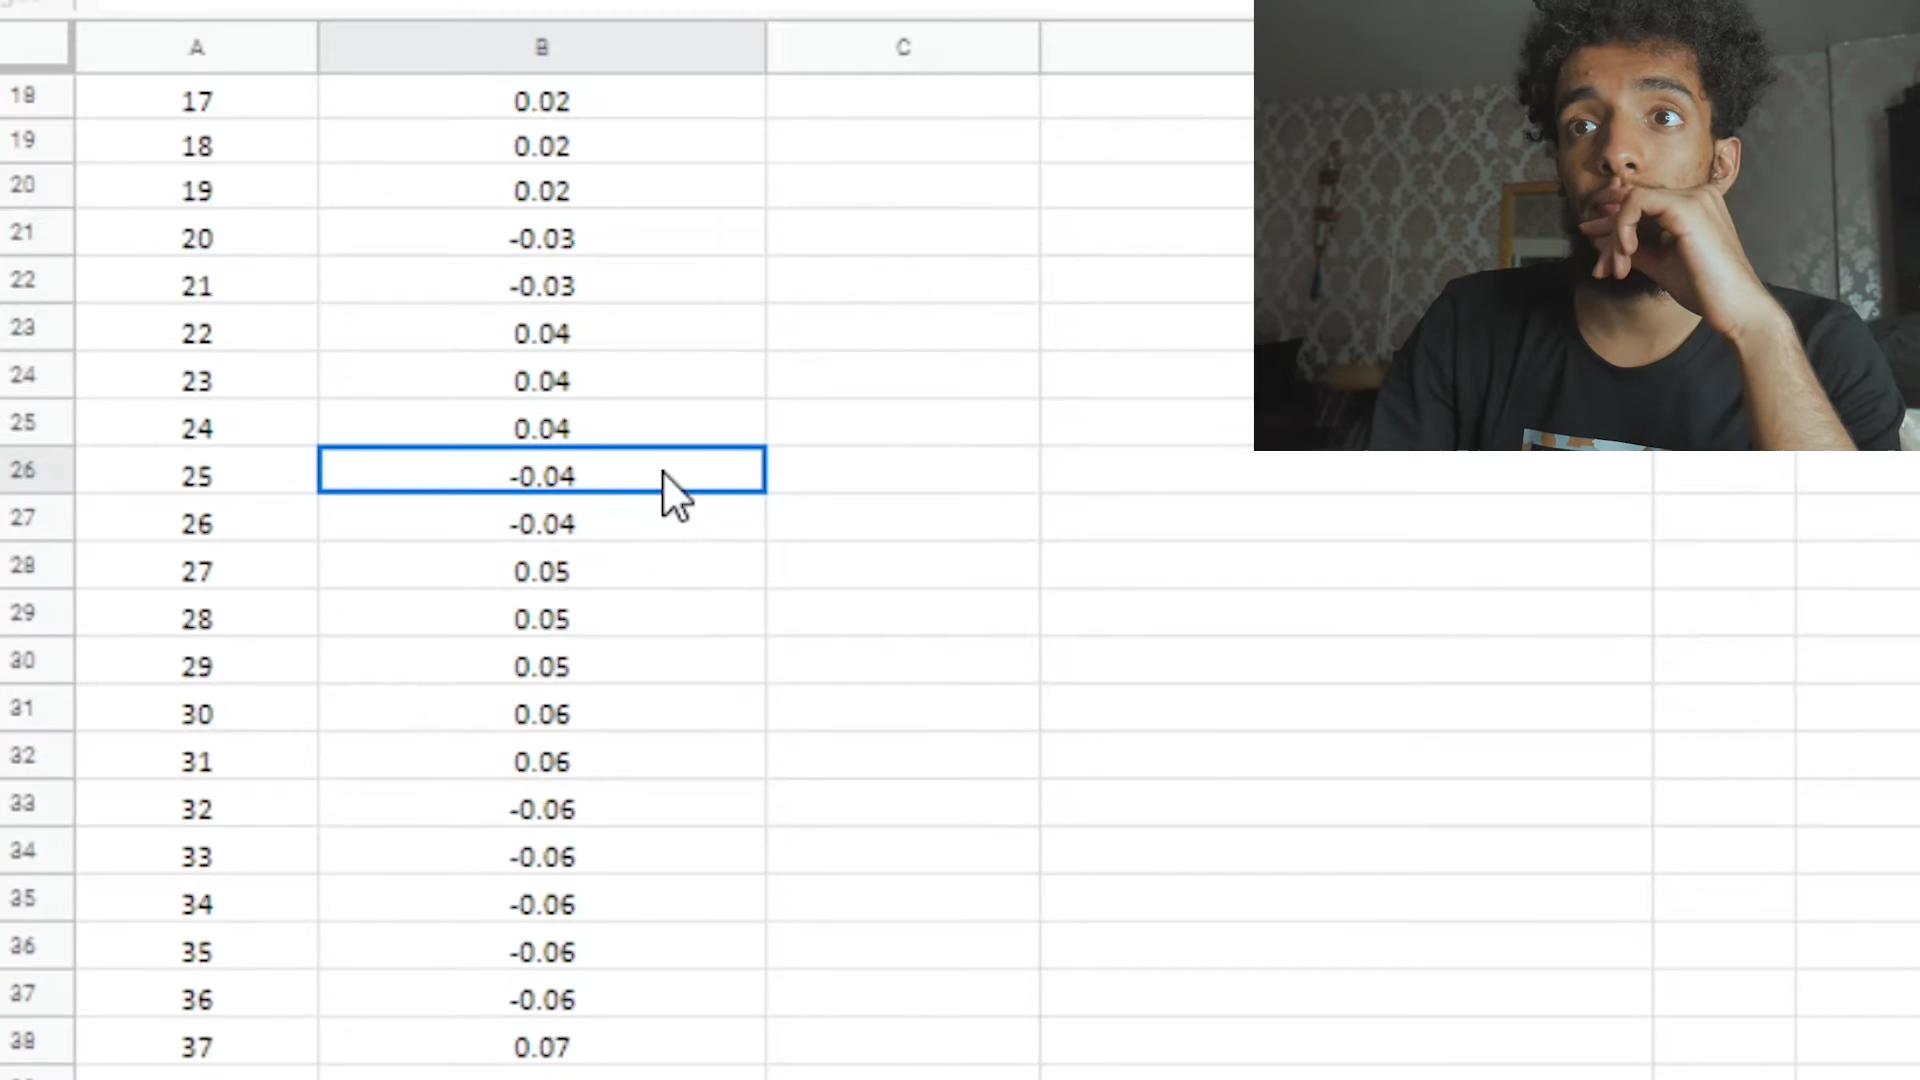 A B C
18 17 0.02
19 18 0.02
20 19 0.02
21 20 -0.03
22 21 -0.03
23 22 0.04
24 23 0.04
25 24 0.04
26 25 -0.04
27 26 -0.04
28 27 0.05
29 28 0.05
30 29 0.05
31 30 0.06
32 31 0.06
33 32 -0.06
34 33 -0.06
35 34 -0.06
36 35 -0.06
37 36 -0.06
38 37 0.07